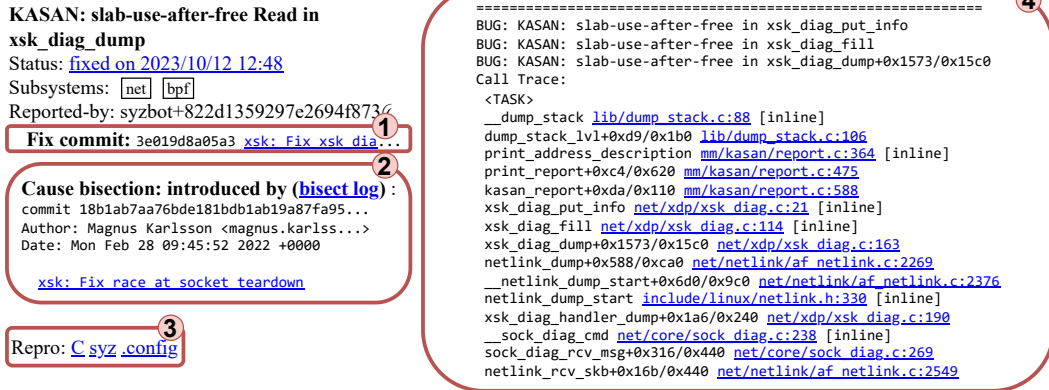 KASAN: slab-use-after-free Read in
xsk_diag_dump
Status: fixed on 2023/10/12 12:48
Subsystems: net bpf
Reported-by: syzbot+822d1359297e2694f873
1
Fix commit: 3e019d8a05a3 xsk: Fix xsk dia...
2
Cause bisection: introduced by (bisect log) :
commit 18b1ab7aa76bde181bdb1ab19a87fa95...
Author: Magnus Karlsson <magnus.karlss...>
Date: Mon Feb 28 09:45:52 2022 +0000
xsk: Fix race at socket teardown
3
Repro: C syz .config
4
==================================================================
BUG: KASAN: slab-use-after-free in xsk_diag_put_info
BUG: KASAN: slab-use-after-free in xsk_diag_fill
BUG: KASAN: slab-use-after-free in xsk_diag_dump+0x1573/0x15c0
Call Trace:
<TASK>
__dump_stack lib/dump_stack.c:88 [inline]
dump_stack_lvl+0xd9/0x1b0 lib/dump_stack.c:106
print_address_description mm/kasan/report.c:364 [inline]
print_report+0xc4/0x620 mm/kasan/report.c:475
kasan_report+0xda/0x110 mm/kasan/report.c:588
xsk_diag_put_info net/xdp/xsk_diag.c:21 [inline]
xsk_diag_fill net/xdp/xsk_diag.c:114 [inline]
xsk_diag_dump+0x1573/0x15c0 net/xdp/xsk_diag.c:163
netlink_dump+0x588/0xca0 net/netlink/af_netlink.c:2269
__netlink_dump_start+0x6d0/0x9c0 net/netlink/af_netlink.c:2376
netlink_dump_start include/linux/netlink.h:330 [inline]
xsk_diag_handler_dump+0x1a6/0x240 net/xdp/xsk_diag.c:190
__sock_diag_cmd net/core/sock_diag.c:238 [inline]
sock_diag_rcv_msg+0x316/0x440 net/core/sock_diag.c:269
netlink_rcv_skb+0x16b/0x440 net/netlink/af_netlink.c:2549